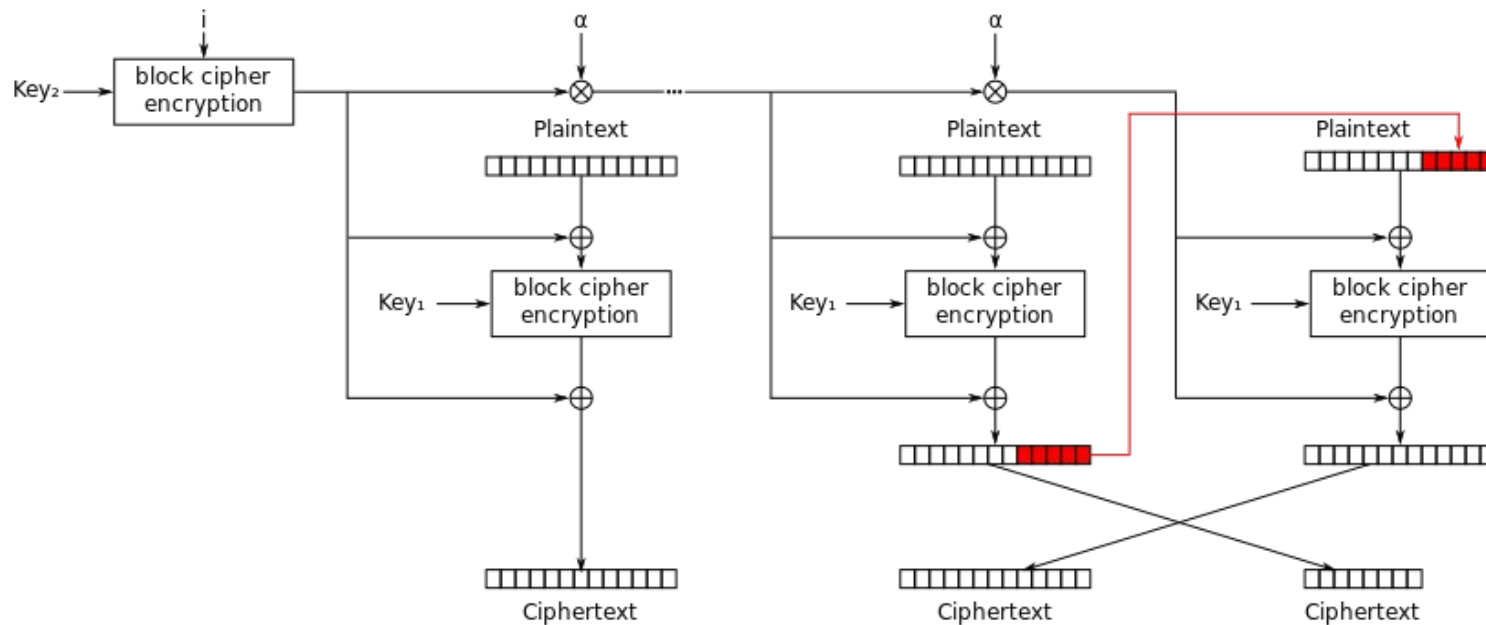 i
α
α
Key₂
block cipher
encryption
...
Plaintext
Plaintext
Plaintext
Key₁
block cipher
encryption
Key₁
block cipher
encryption
Key₁
block cipher
encryption
Ciphertext
Ciphertext
Ciphertext